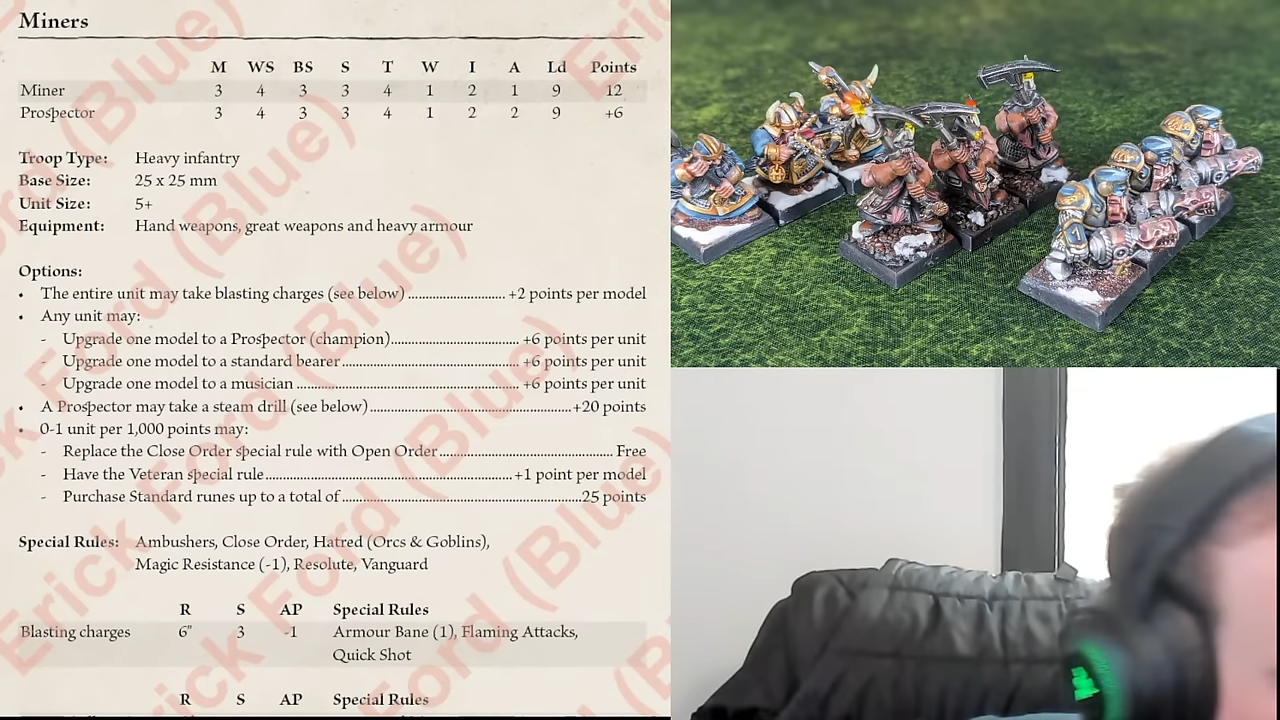 Miners
M WS BS S T W I A Ld Points
Miner 3 4 3 3 4 1 2 1 9 12
Prospector 3 4 3 3 4 1 2 2 9 +6
Troop Type: Heavy infantry
Base Size: 25 x 25 mm
Unit Size: 5+
Equipment: Hand weapons, great weapons and heavy armour
Options:
• The entire unit may take blasting charges (see below) ............................ +2 points per model
• Any unit may:
- Upgrade one model to a Prospector (champion)..................................... +6 points per unit
- Upgrade one model to a standard bearer.................................................. +6 points per unit
- Upgrade one model to a musician ............................................................ +6 points per unit
• A Prospector may take a steam drill (see below)..........................................................+20 points
• 0-1 unit per 1,000 points may:
- Replace the Close Order special rule with Open Order................................................. Free
- Have the Veteran special rule....................................................................... +1 point per model
- Purchase Standard runes up to a total of .....................................................................25 points
Special Rules: Ambushers, Close Order, Hatred (Orcs & Goblins),
Magic Resistance (-1), Resolute, Vanguard
R S AP Special Rules
Blasting charges 6" 3 -1 Armour Bane (1), Flaming Attacks,
Quick Shot
R S AP Special Rules
Erick Ford (Blue)